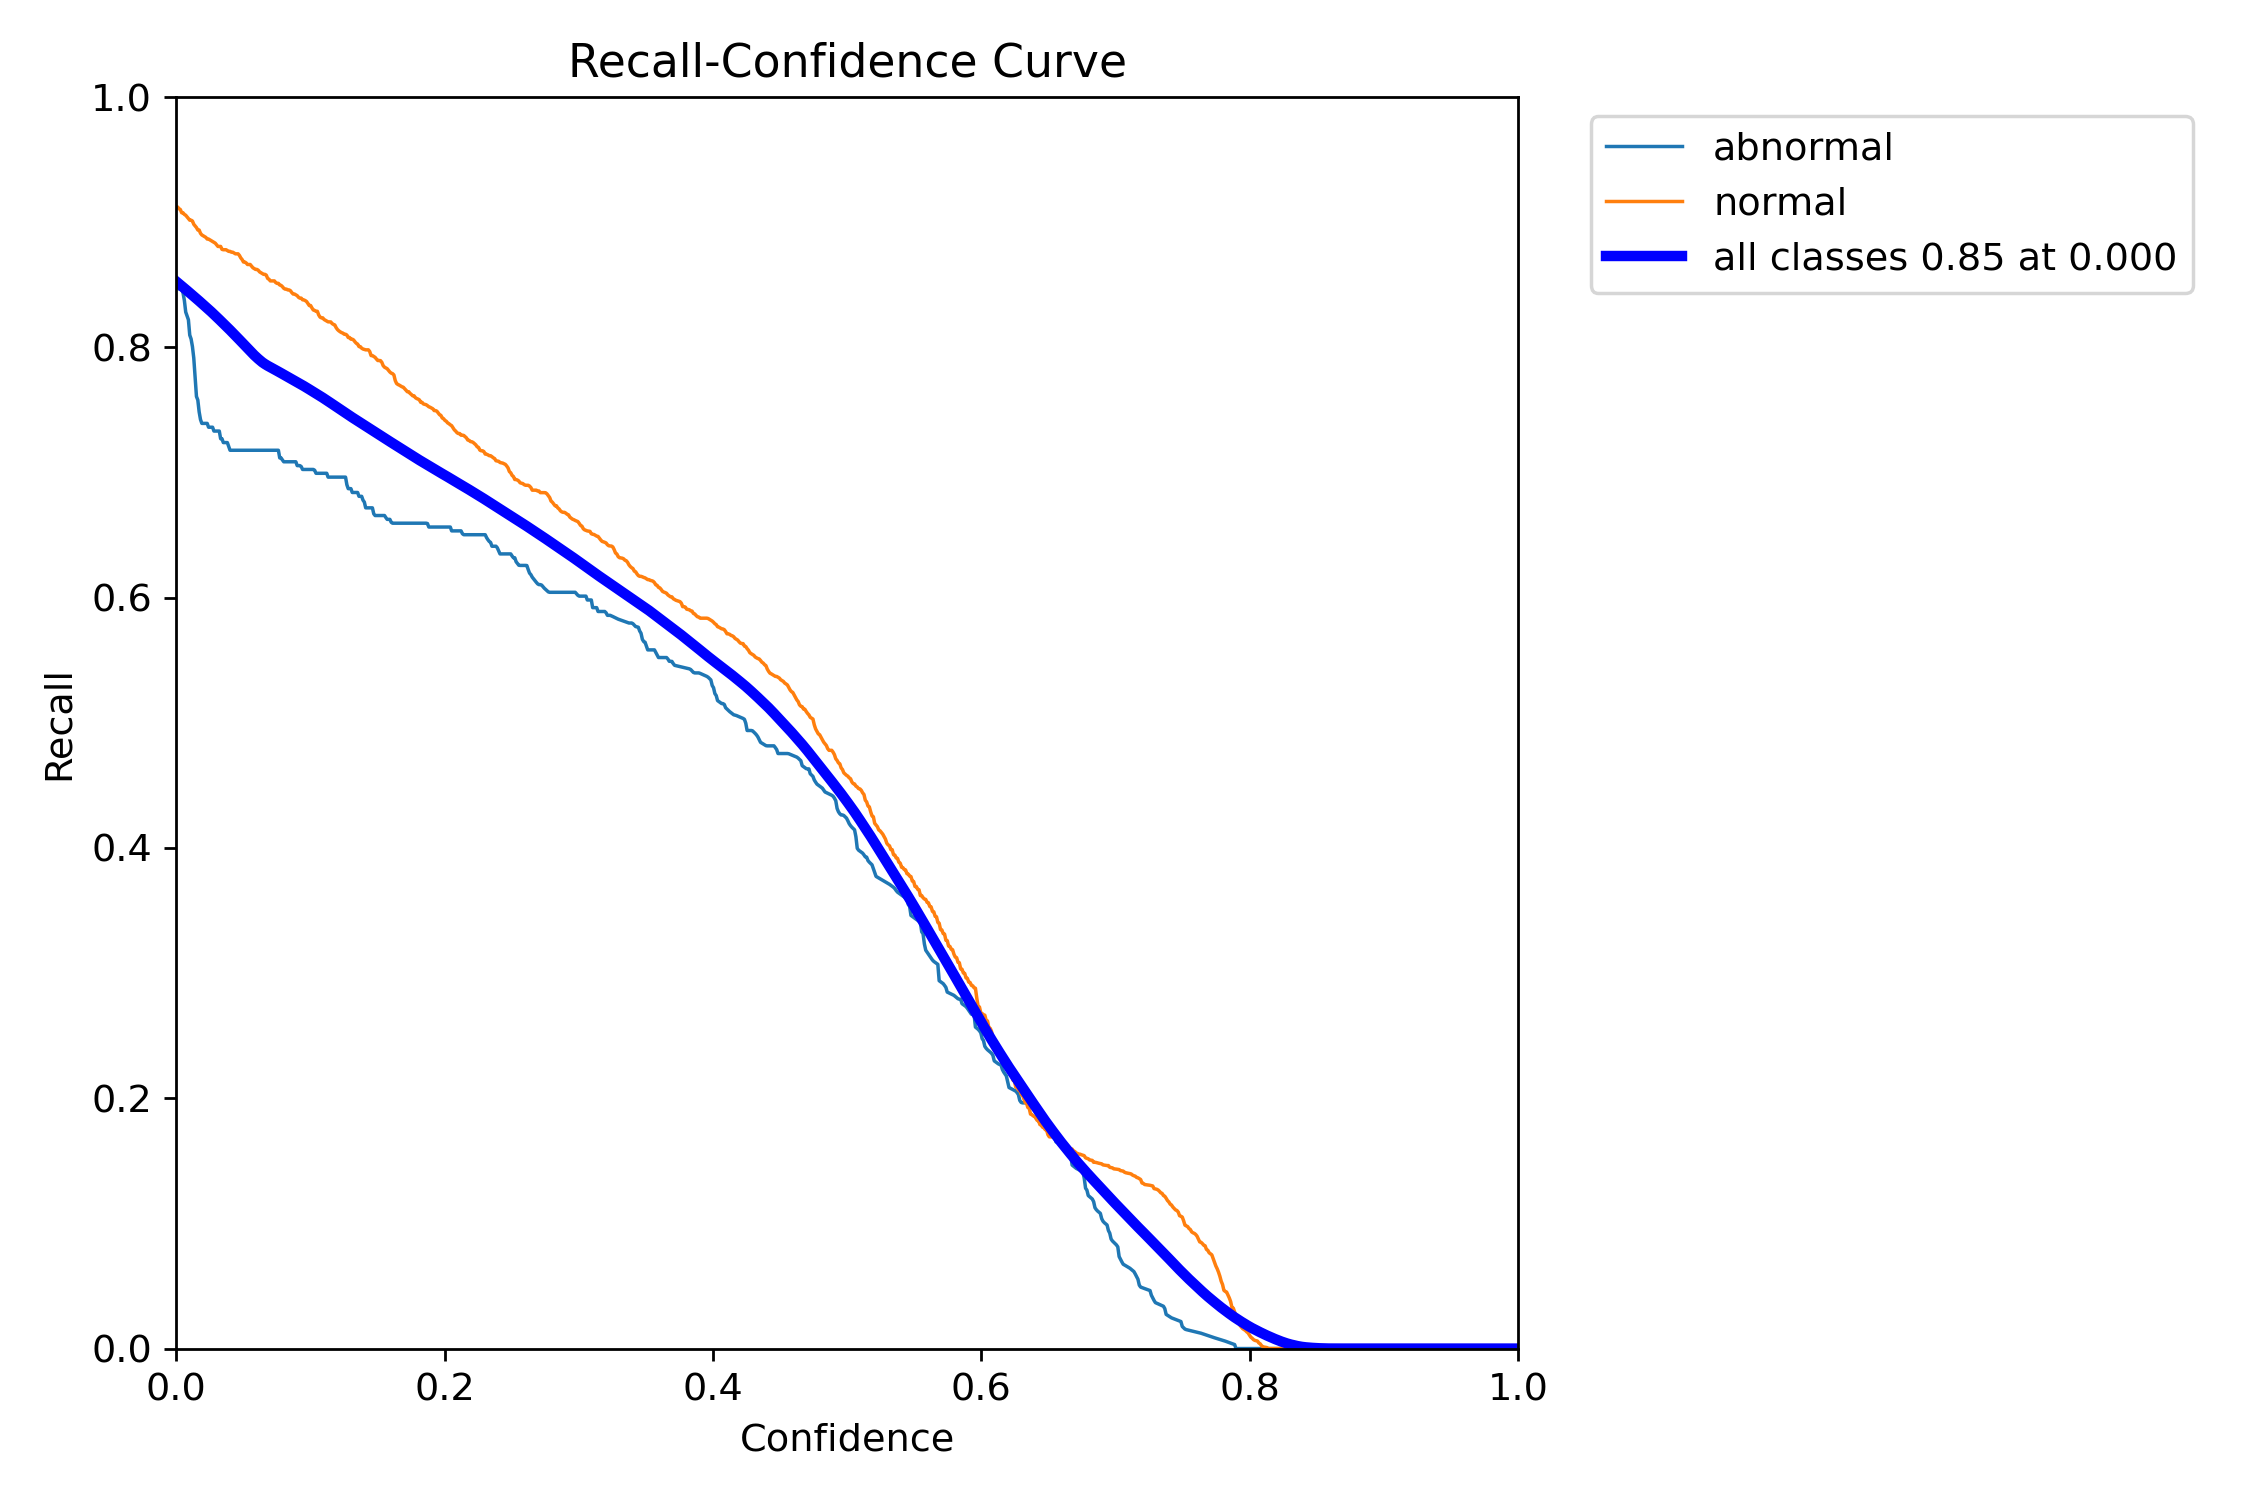 Recall-Confidence Curve
1.0
0.8
0.6
0.4
0.2
0.0
Recall
0.0 0.2 0.4 0.6 0.8 1.0
Confidence
abnormal
normal
all classes 0.85 at 0.000